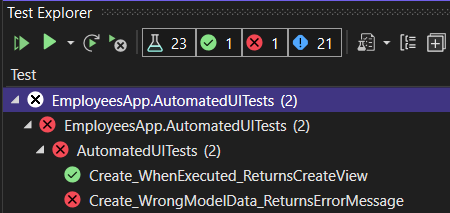 Test Explorer
23 1 1 21
Test
EmployeesApp.AutomatedUITests (2)
EmployeesApp.AutomatedUITests (2)
AutomatedUITests (2)
Create_WhenExecuted_ReturnsCreateView
Create_WrongModelData_ReturnsErrorMessage